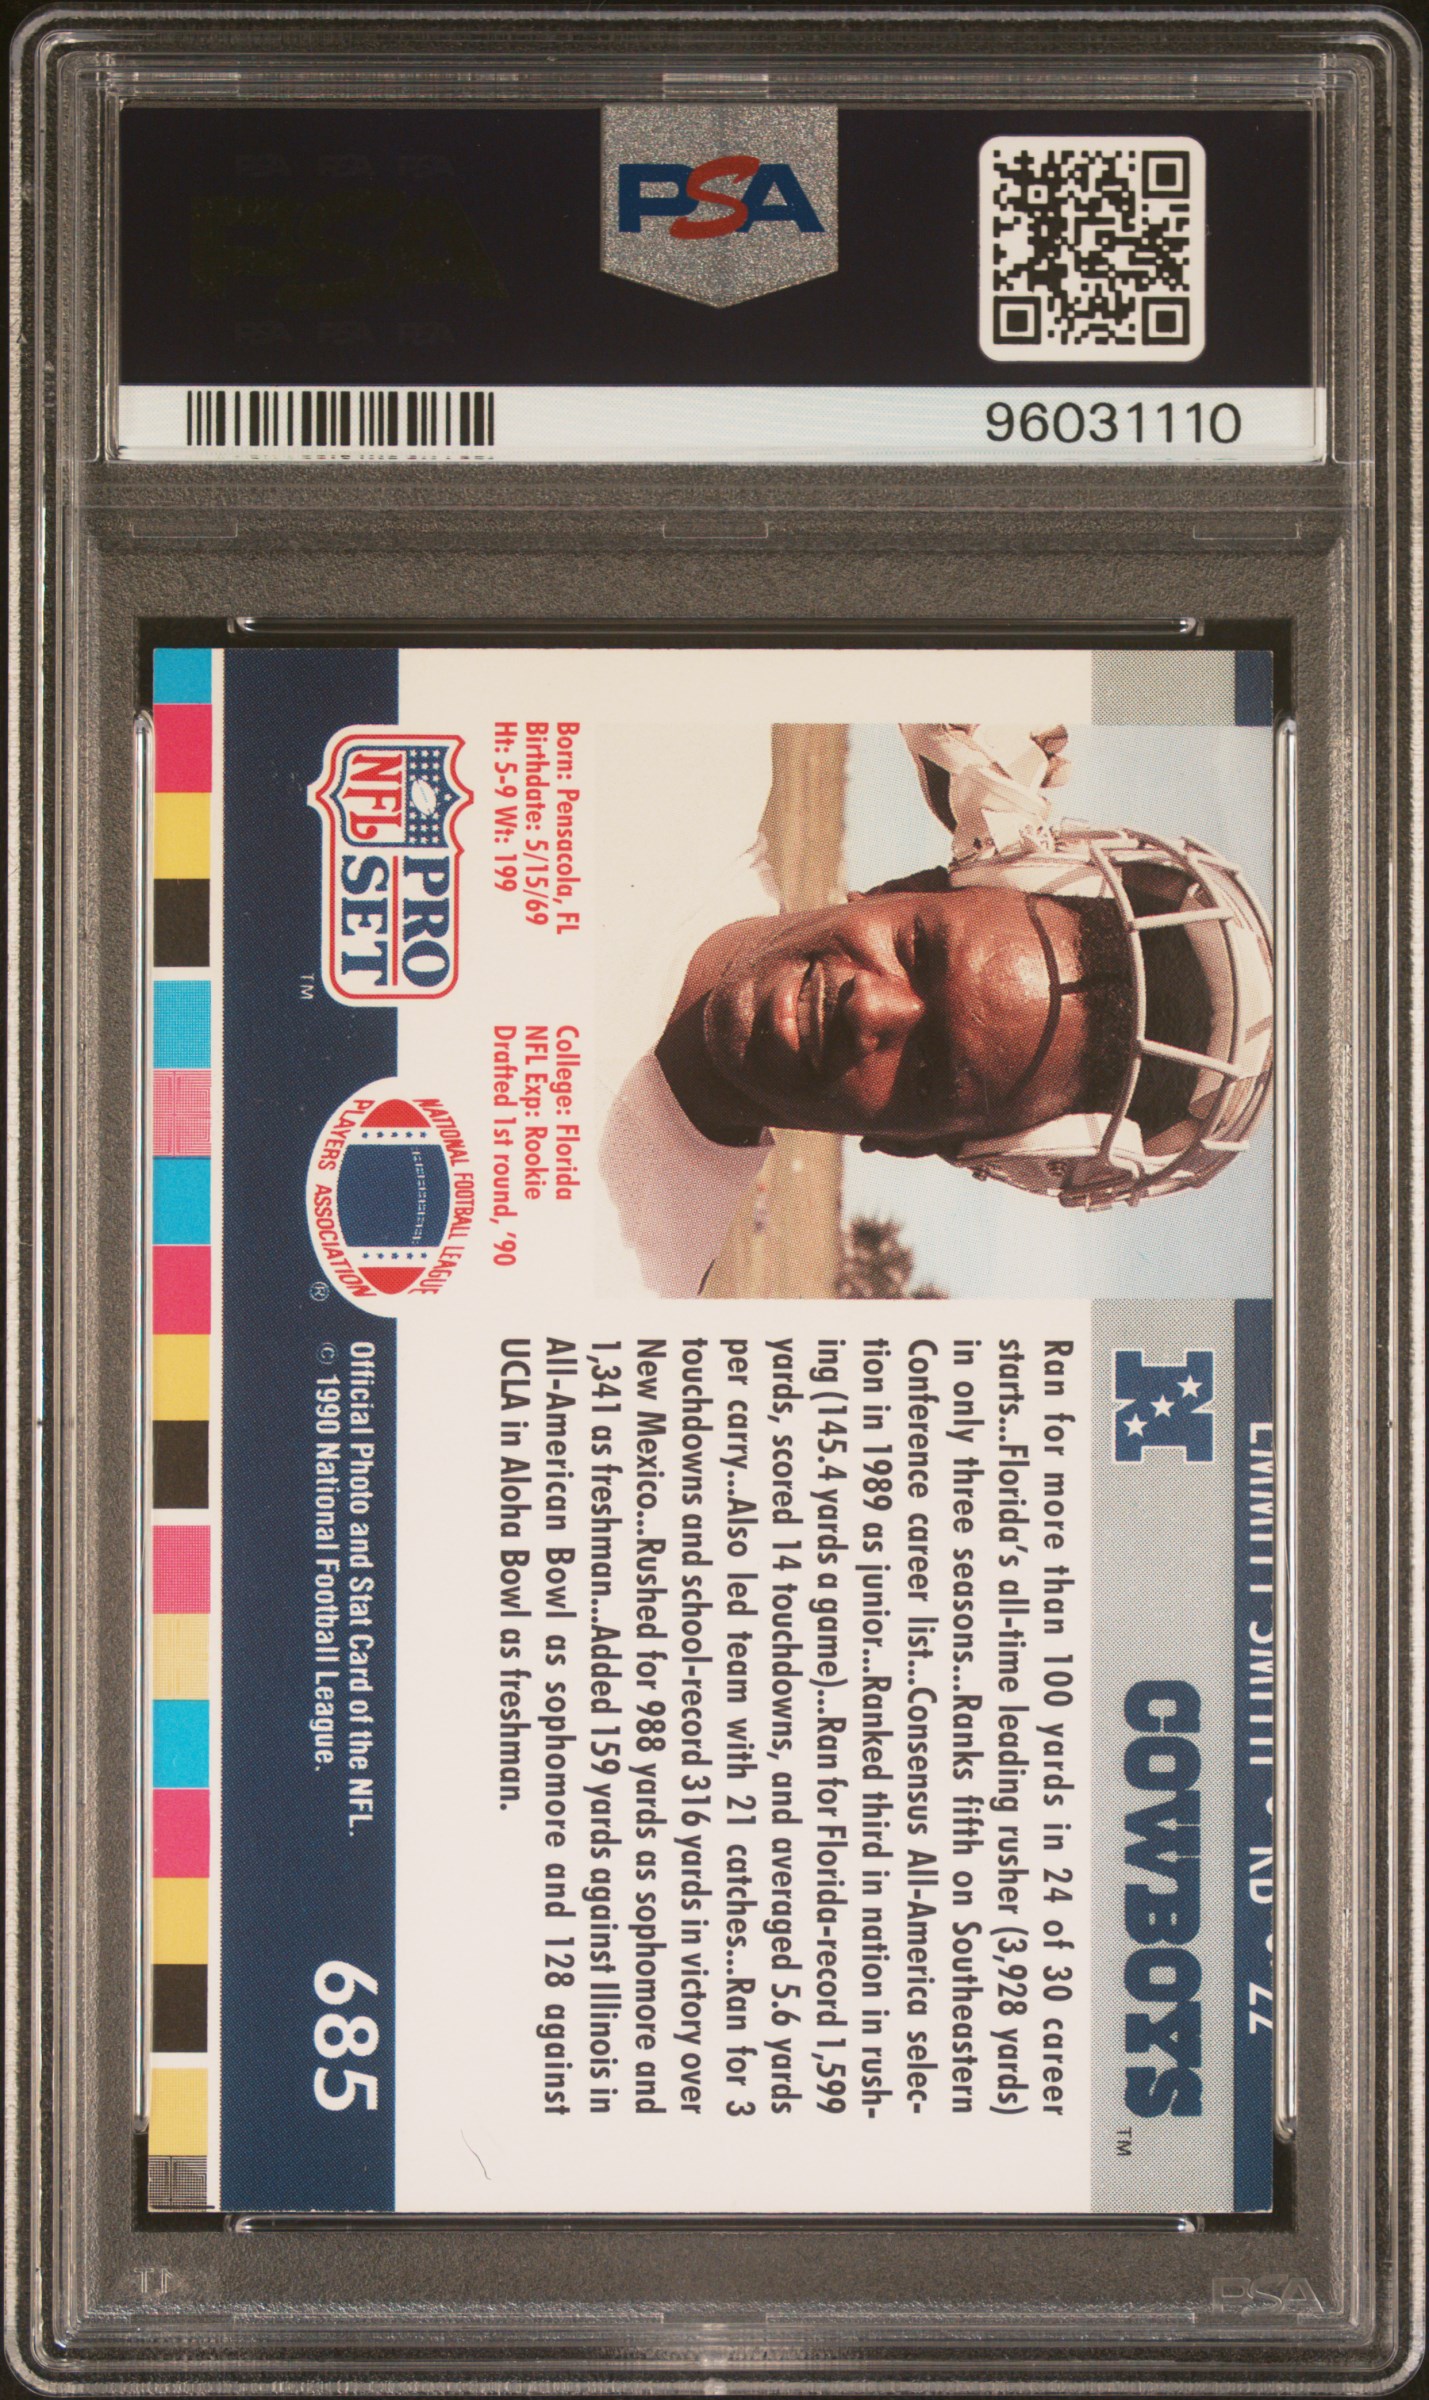 PSA
96031110
EMMITT SMITH • RB • 22
N
COWBOYS™
Ran for more than 100 yards in 24 of 30 career
starts...Florida's all-time leading rusher (3,928 yards)
in only three seasons...Ranks fifth on Southeastern
Conference career list...Consensus All-America selec-
tion in 1989 as junior...Ranked third in nation in rush-
ing (145.4 yards a game)...Ran for Florida-record 1,599
yards, scored 14 touchdowns, and averaged 5.6 yards
per carry...Also led team with 21 catches...Ran for 3
touchdowns and school-record 316 yards in victory over
New Mexico...Rushed for 988 yards as sophomore and
1,341 as freshman...Added 159 yards against Illinois in
All-American Bowl as sophomore and 128 against
UCLA in Aloha Bowl as freshman.
Born: Pensacola, FL
Birthdate: 5/15/69
Ht: 5-9 Wt: 199
College: Florida
NFL Exp: Rookie
Drafted 1st round, '90
NFL
PRO
SET
TM
NATIONAL FOOTBALL LEAGUE
PLAYERS ASSOCIATION
®
Official Photo and Stat Card of the NFL.
© 1990 National Football League.
685
PSA